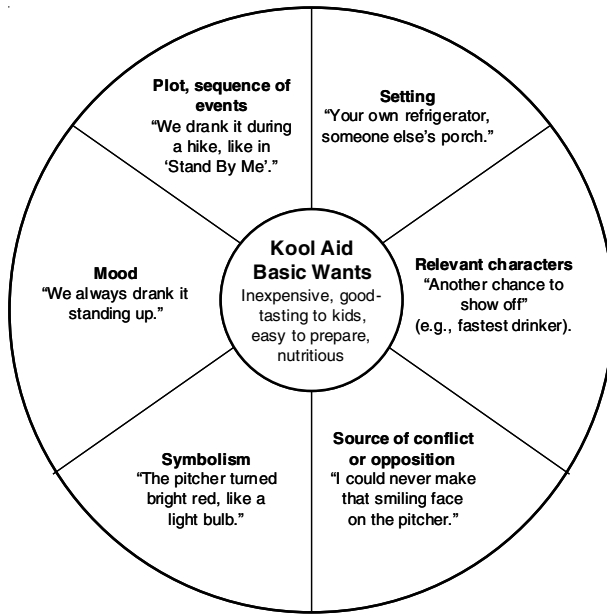 Plot, sequence of
events
“We drank it during
a hike, like in
‘Stand By Me’.”
Setting
“Your own refrigerator,
someone else’s porch.”
Relevant characters
“Another chance to
show off”
(e.g., fastest drinker).
Source of conflict
or opposition
“I could never make
that smiling face
on the pitcher.”
Symbolism
“The pitcher turned
bright red, like a
light bulb.”
Mood
“We always drank it
standing up.”
Kool Aid
Basic Wants
Inexpensive, good-
tasting to kids,
easy to prepare,
nutritious